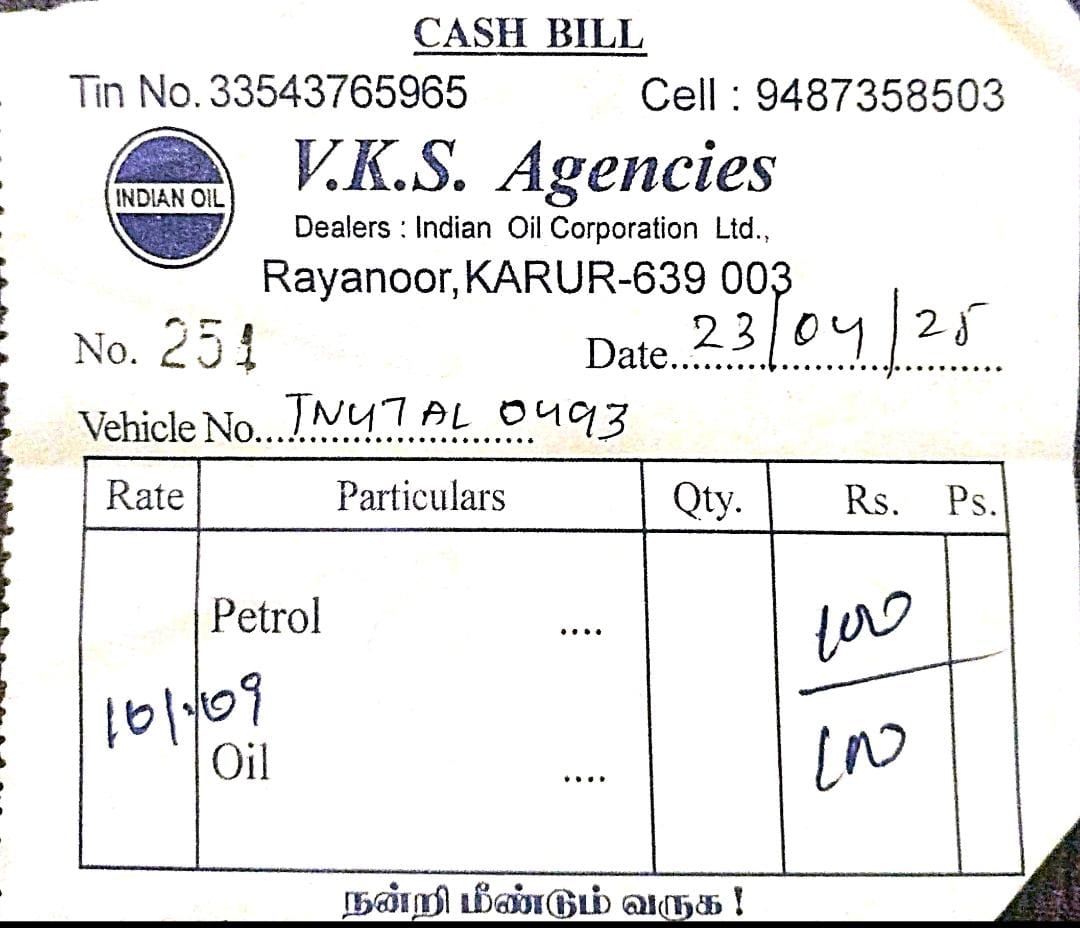 CASH BILL
Tin No. 33543765965 Cell : 9487358503
INDIAN OIL
V.K.S. Agencies
Dealers : Indian Oil Corporation Ltd.,
Rayanoor, KARUR-639 003
No. 251 Date.. 23/04/25
Vehicle No... TN47 AL 0493
Rate Particulars Qty. Rs. Ps.
Petrol .... 100
101.09
Oil .... 100
நன்றி மீண்டும் வருக !